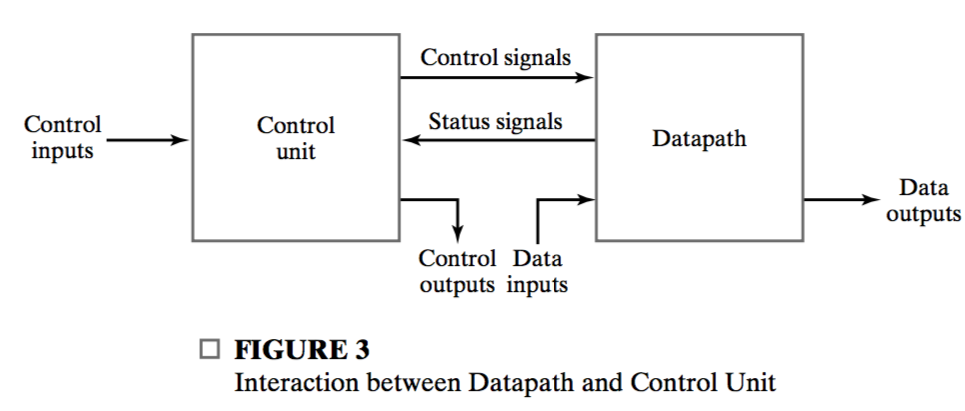 Control signals
Control
inputs
Control
unit
Status signals
Datapath
Data
outputs
Control
outputs
Data
inputs
FIGURE 3
Interaction between Datapath and Control Unit